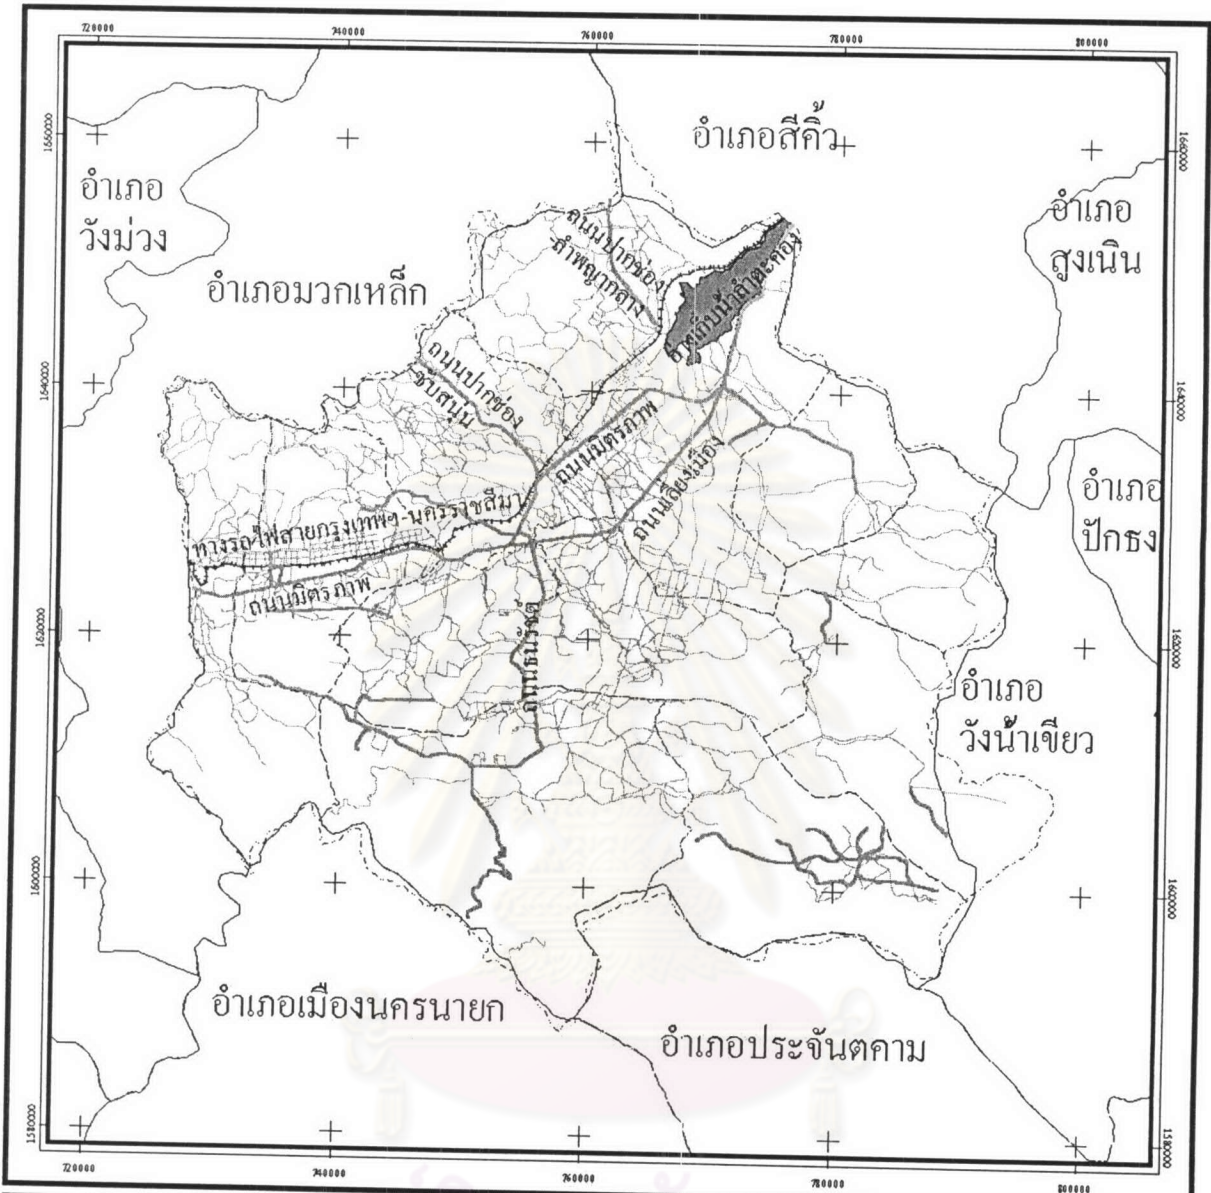 720000 740000 760000 780000 800000
1660000
1660000
1640000
1640000
1620000
1620000
1600000
1600000
1580000
1580000
อำเภอสีคิ้ว
อำเภอ
วังม่วง
อำเภอ
สูงเนิน
อำเภอมวกเหล็ก
ถนนปากช่อง
-ลำพญากลาง
อ่างเก็บน้ำลำตะคอง
ถนนปากช่อง
-ซับสนุ่น
ถนนมิตรภาพ
ถนนเลี่ยงเมือง
อำเภอ
ปักธง
ทางรถไฟสายกรุงเทพฯ-นครราชสีมา
ถนนมิตรภาพ
ถนนธนะรัชต์
อำเภอ
วังน้ำเขียว
อำเภอเมืองนครนายก
อำเภอประจันตคาม
720000 740000 760000 780000 800000